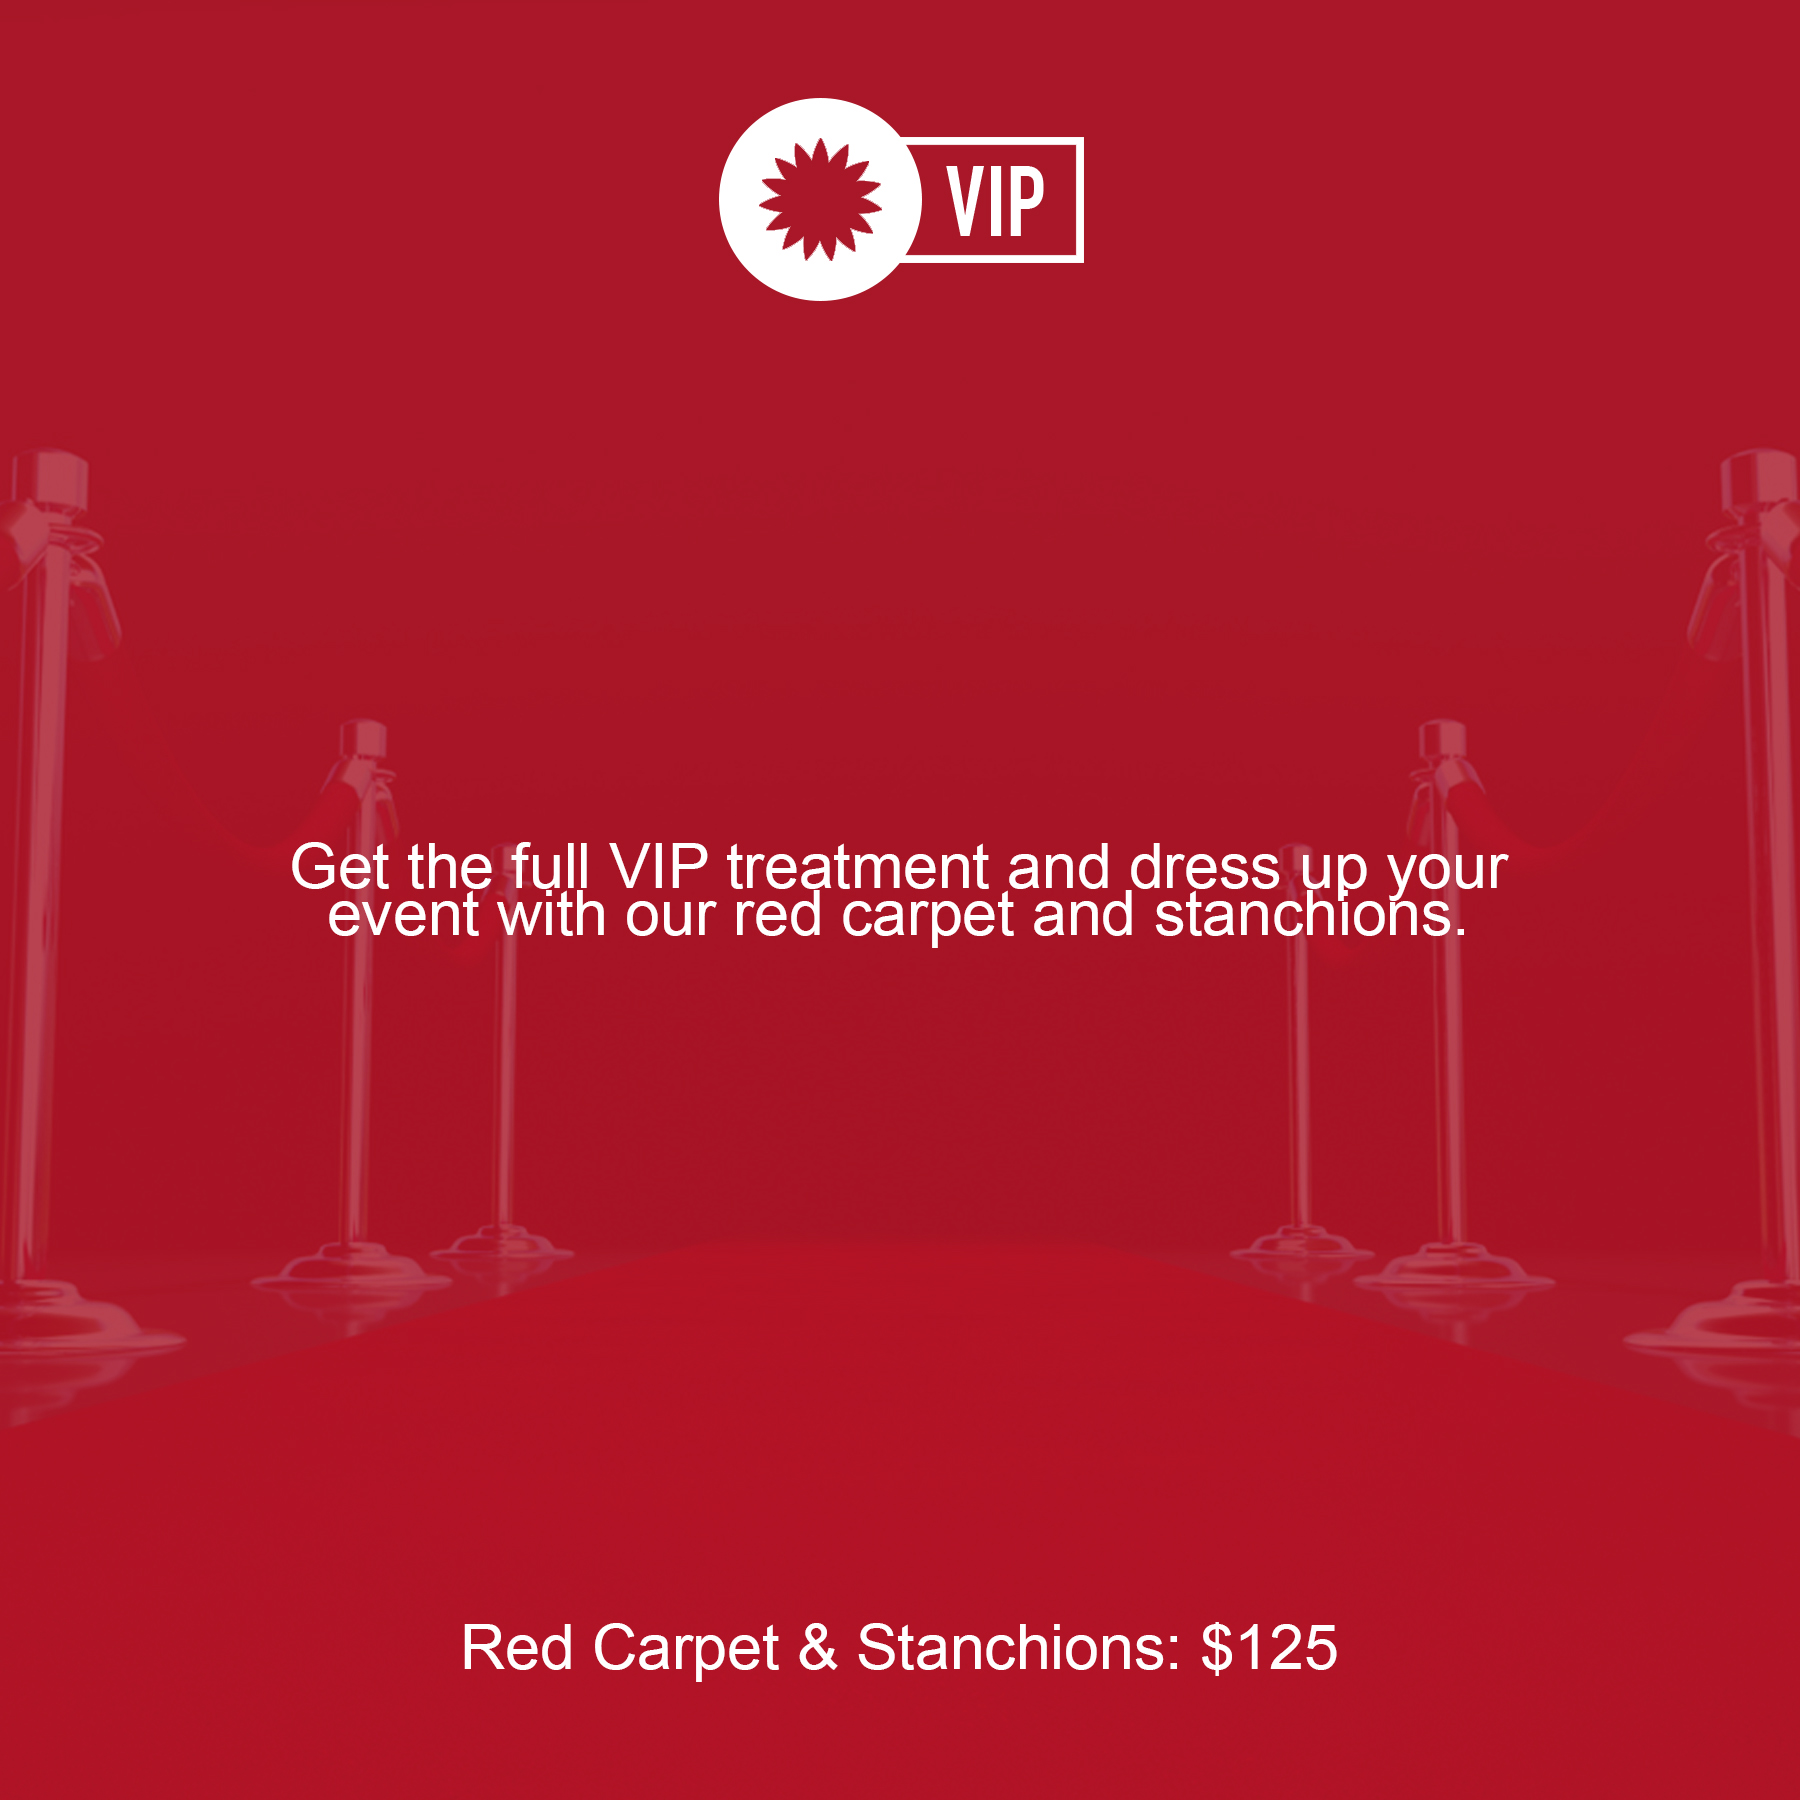 VIP
Get the full VIP treatment and dress up your
event with our red carpet and stanchions.
Red Carpet & Stanchions: $125